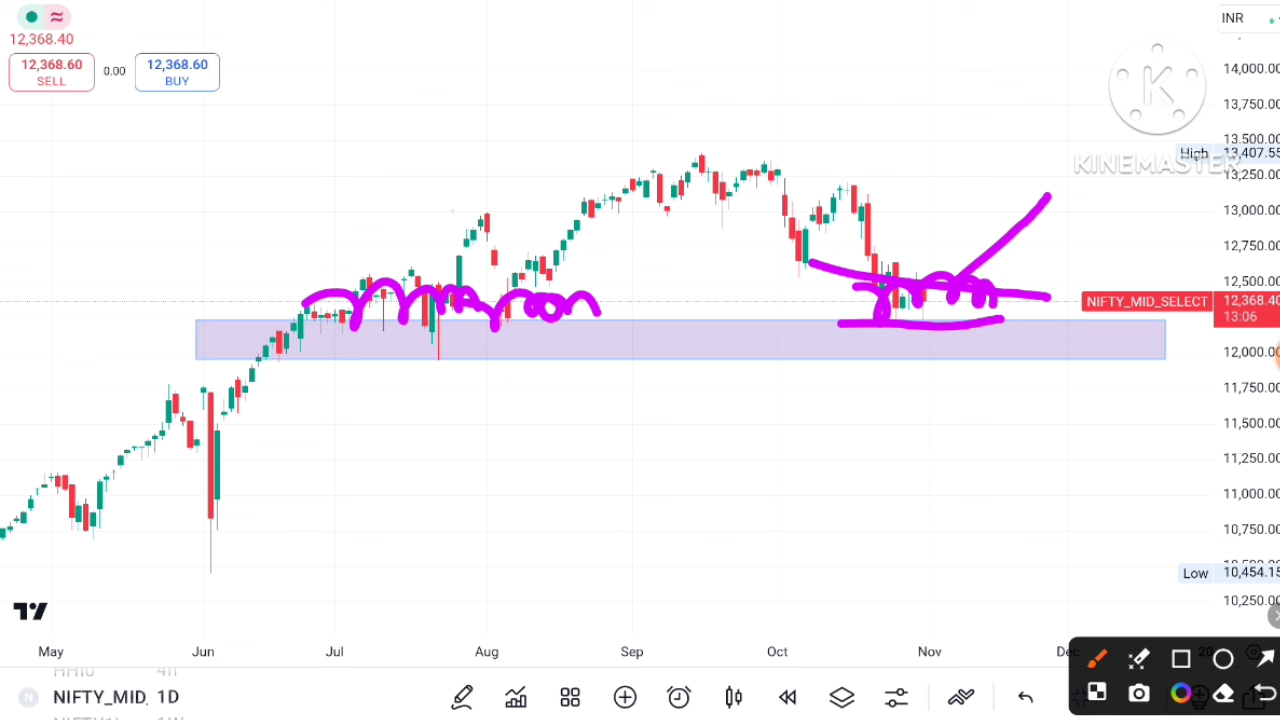 INR
12,368.40
12,368.60
SELL
0.00
12,368.60
BUY
14,000.00
13,750.00
13,500.00
High 13,407.55
KINEMASTER
13,250.00
13,000.00
12,750.00
12,500.00
NIFTY_MID_SELECT 12,368.40
13:06
12,000.00
11,750.00
11,500.00
11,250.00
11,000.00
10,750.00
Low 10,454.15
10,250.00
May Jun Jul Aug Sep Oct Nov Dec
N NIFTY_MID, 1D